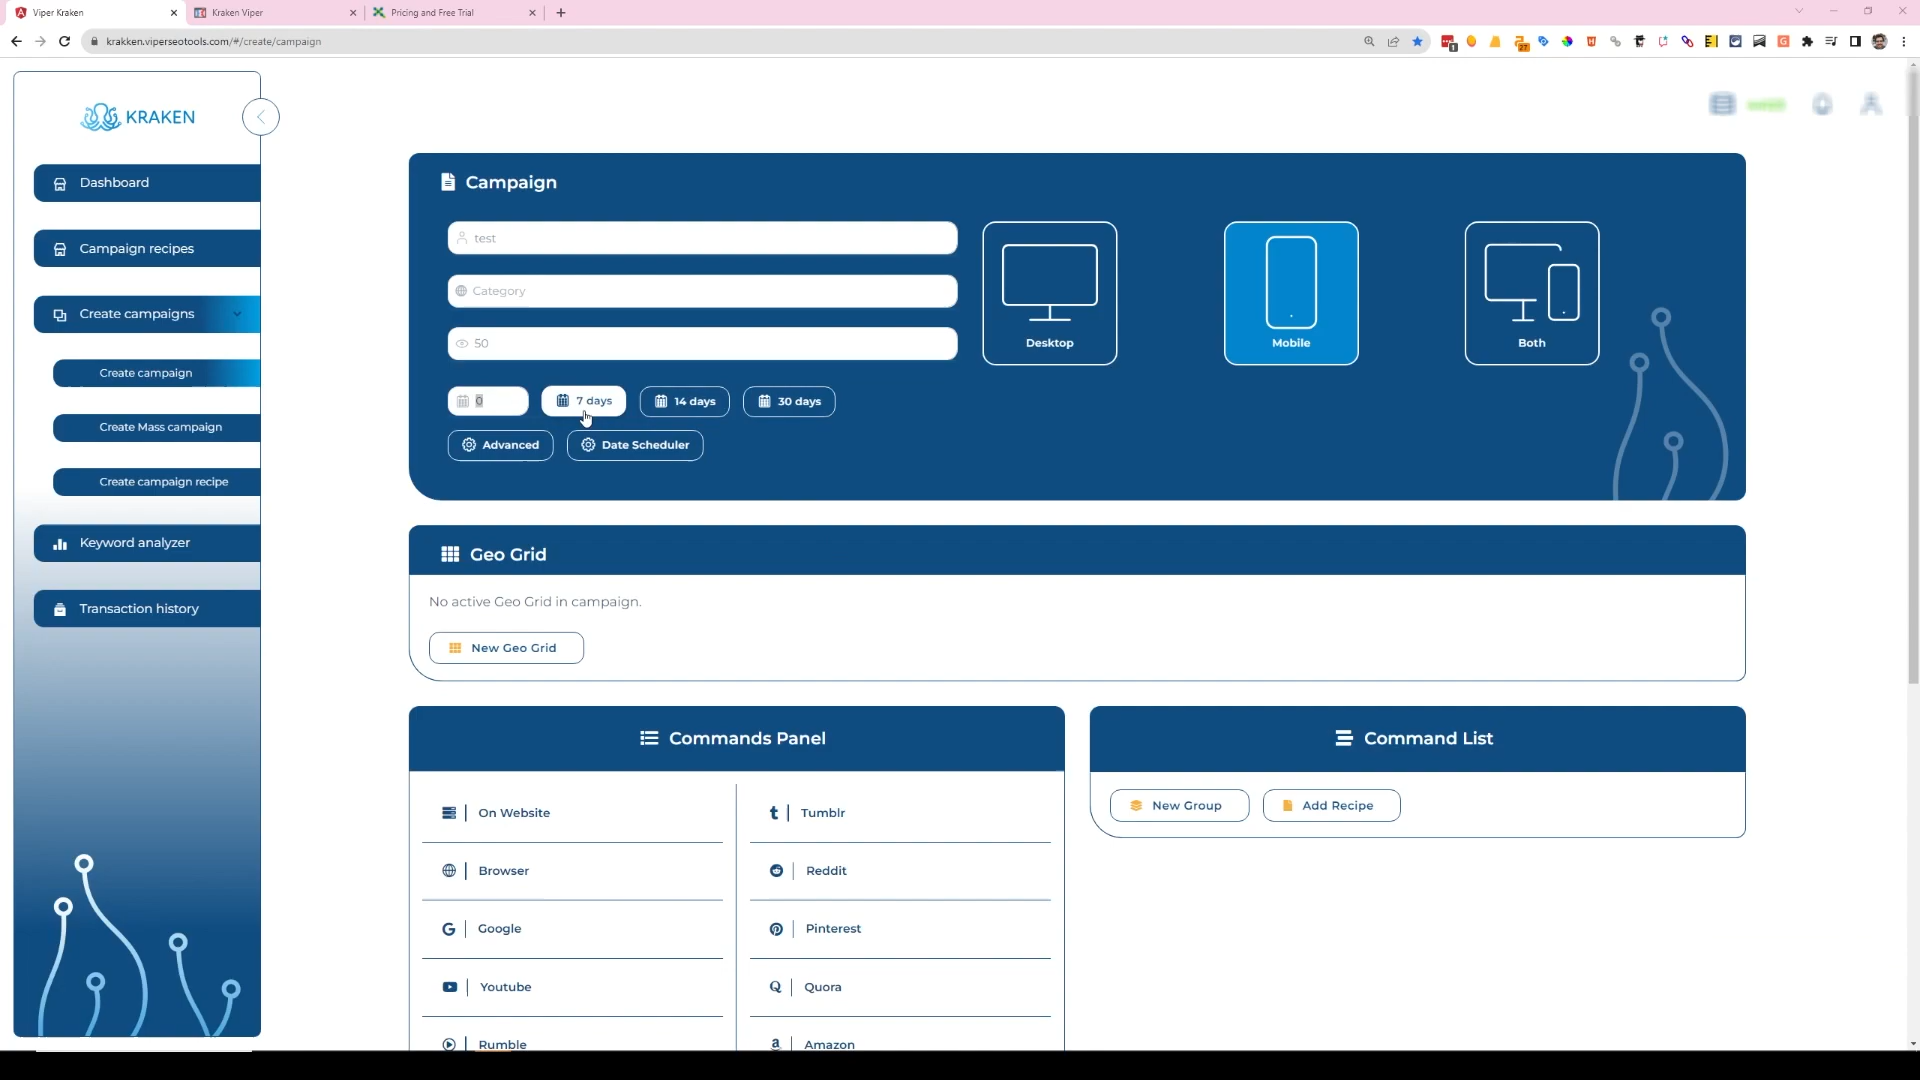 Viper Kraken
Kraken Viper
Pricing and Free Trial
krakken.viperseotools.com/#/create/campaign
1
27
KRAKEN
Dashboard
Campaign recipes
Create campaigns
Create campaign
Create Mass campaign
Create campaign recipe
Keyword analyzer
Transaction history
Campaign
test
Category
50
0
7 days
14 days
30 days
Advanced
Date Scheduler
Desktop
Mobile
Both
Geo Grid
No active Geo Grid in campaign.
New Geo Grid
Commands Panel
On Website
Browser
Google
Youtube
Rumble
Tumblr
Reddit
Pinterest
Quora
Amazon
Command List
New Group
Add Recipe